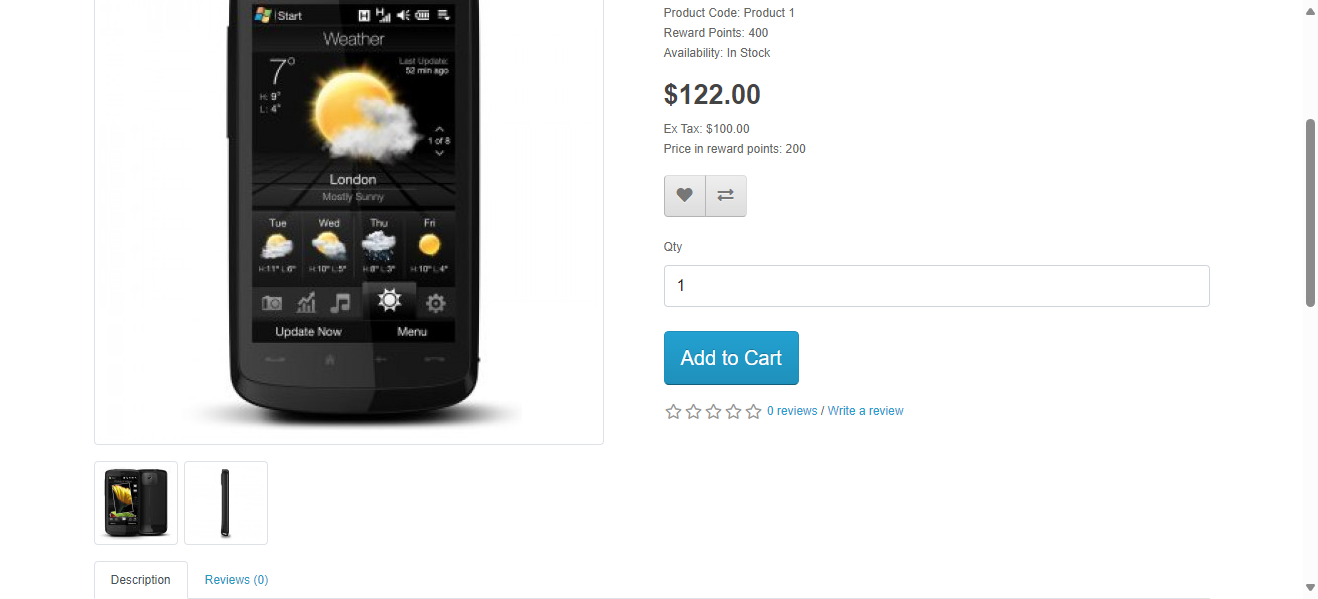 Start
Weather
7°
Last Update:
52 min ago
H: 9°
L: 4°
1 of 8
London
Mostly Sunny
Tue Wed Thu Fri
H:11° L:6° H:10° L:5° H:8° L:3° H:10° L:4°
Update Now Menu
Product Code: Product 1
Reward Points: 400
Availability: In Stock
$122.00
Ex Tax: $100.00
Price in reward points: 200
Qty
1
Add to Cart
0 reviews / Write a review
Description Reviews (0)